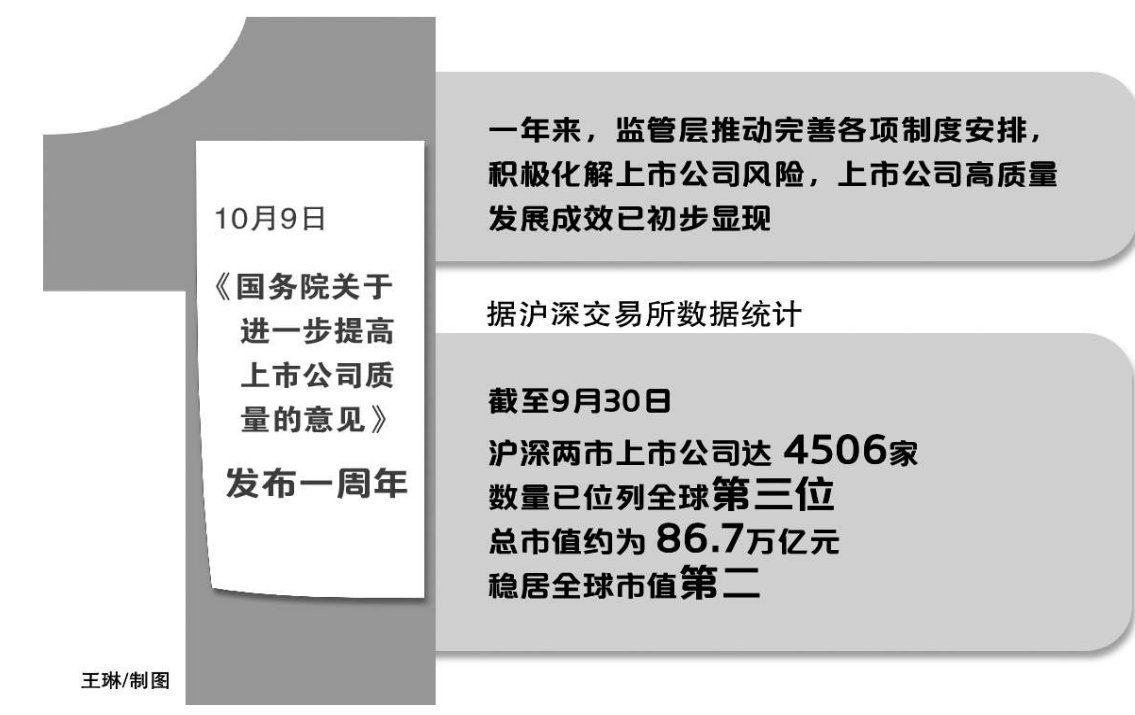 10月9日
《国务院关于
进一步提高
上市公司质
量的意见》
发布一周年
一年来，监管层推动完善各项制度安排，
积极化解上市公司风险，上市公司高质量
发展成效已初步显现
据沪深交易所数据统计
截至9月30日
沪深两市上市公司达 4506家
数量已位列全球第三位
总市值约为 86.7万亿元
稳居全球市值第二
王琳/制图